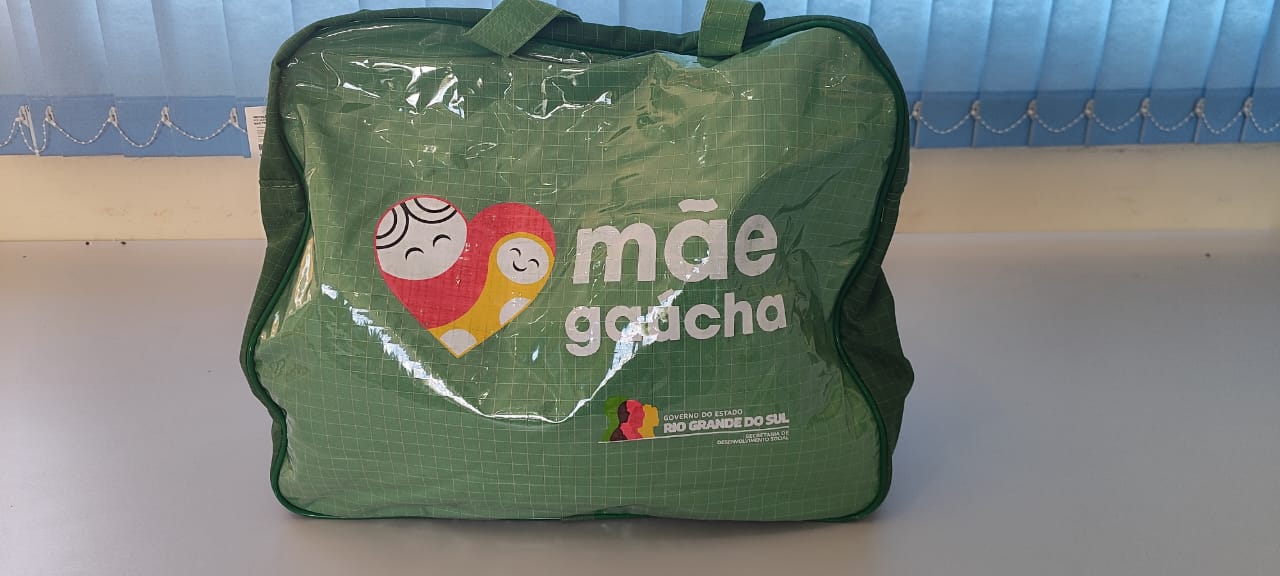 mãe
gaúcha
GOVERNO DO ESTADO
RIO GRANDE DO SUL
SECRETARIA DE
DESENVOLVIMENTO SOCIAL